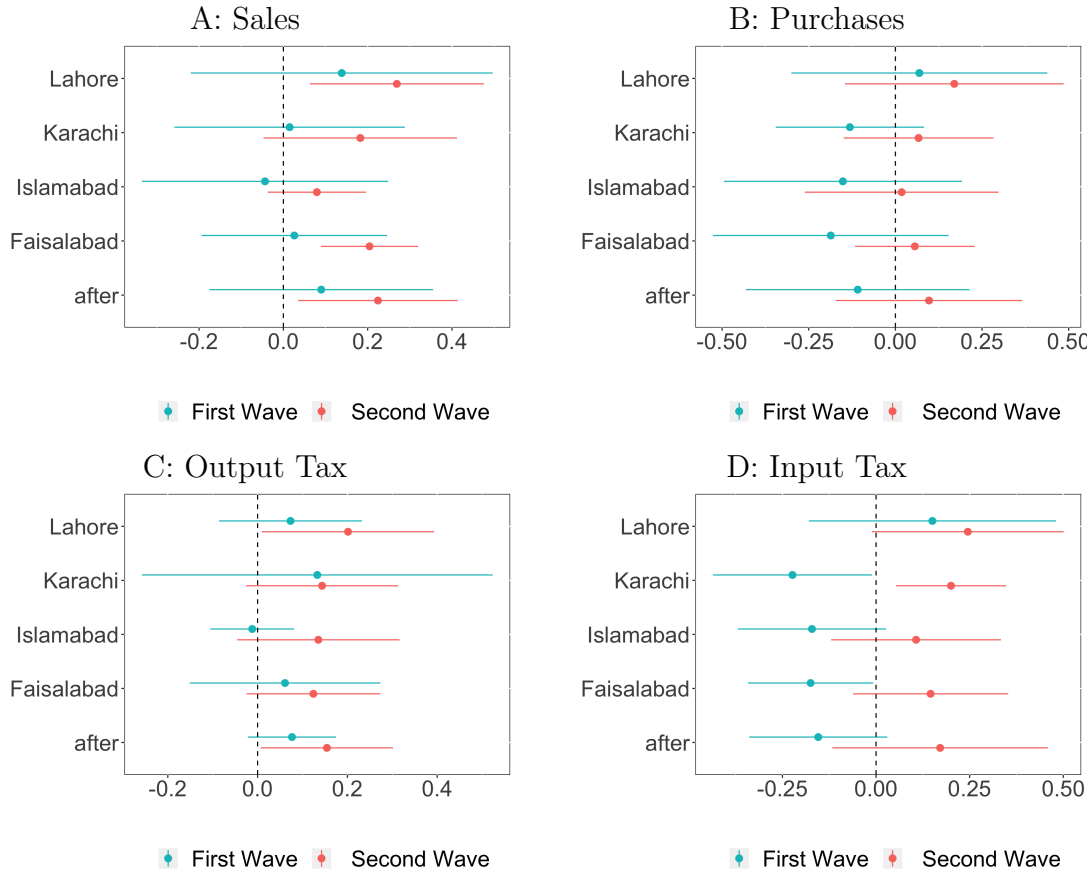 A: Sales
Lahore
Karachi
Islamabad
Faisalabad
after
-0.2 0.0 0.2 0.4
First Wave Second Wave
B: Purchases
Lahore
Karachi
Islamabad
Faisalabad
after
-0.50 -0.25 0.00 0.25 0.50
First Wave Second Wave
C: Output Tax
Lahore
Karachi
Islamabad
Faisalabad
after
-0.2 0.0 0.2 0.4
First Wave Second Wave
D: Input Tax
Lahore
Karachi
Islamabad
Faisalabad
after
-0.25 0.00 0.25 0.50
First Wave Second Wave